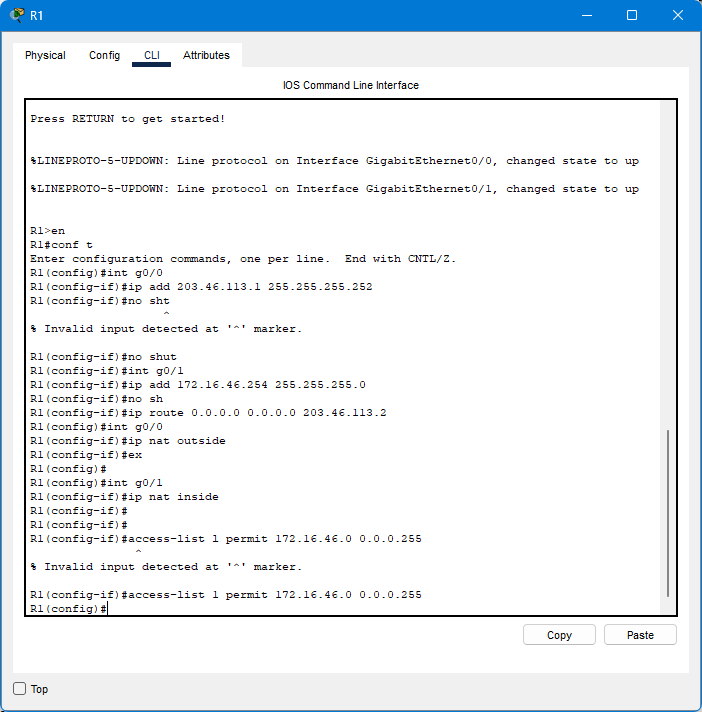 R1
Physical Config CLI Attributes
IOS Command Line Interface
Press RETURN to get started!
%LINEPROTO-5-UPDOWN: Line protocol on Interface GigabitEthernet0/0, changed state to up
%LINEPROTO-5-UPDOWN: Line protocol on Interface GigabitEthernet0/1, changed state to up
R1>en
R1#conf t
Enter configuration commands, one per line.  End with CNTL/Z.
R1(config)#int g0/0
R1(config-if)#ip add 203.46.113.1 255.255.255.252
R1(config-if)#no sht
^
% Invalid input detected at '^' marker.
R1(config-if)#no shut
R1(config-if)#int g0/1
R1(config-if)#ip add 172.16.46.254 255.255.255.0
R1(config-if)#no sh
R1(config-if)#ip route 0.0.0.0 0.0.0.0 203.46.113.2
R1(config)#int g0/0
R1(config-if)#ip nat outside
R1(config-if)#ex
R1(config)#
R1(config)#int g0/1
R1(config-if)#ip nat inside
R1(config-if)#
R1(config-if)#
R1(config-if)#access-list 1 permit 172.16.46.0 0.0.0.255
^
% Invalid input detected at '^' marker.
R1(config-if)#access-list 1 permit 172.16.46.0 0.0.0.255
R1(config)#
Copy Paste
Top